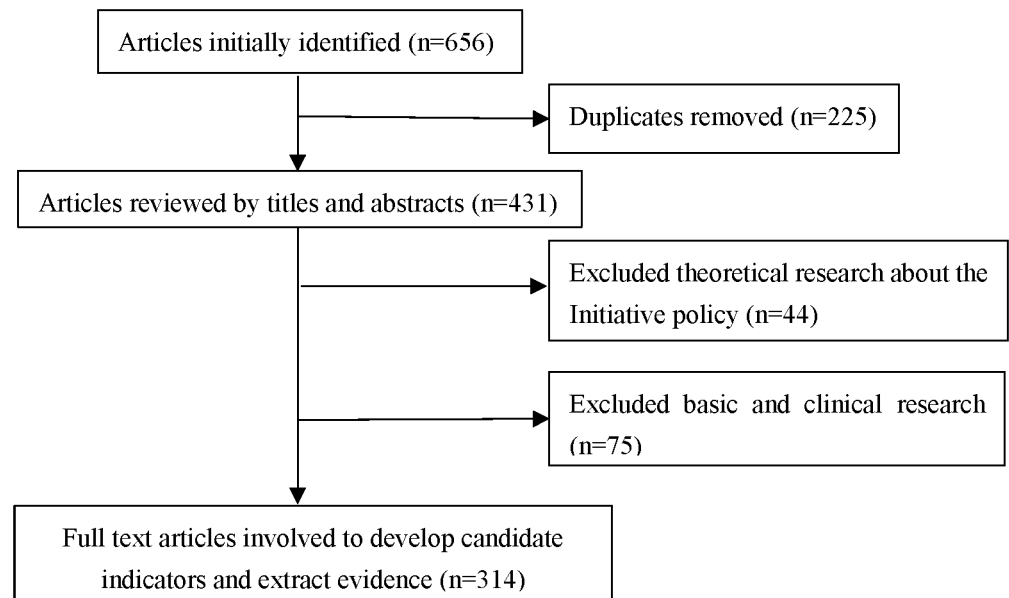 Articles initially identified (n=656)
Duplicates removed (n=225)
Articles reviewed by titles and abstracts (n=431)
Excluded theoretical research about the
Initiative policy (n=44)
Excluded basic and clinical research
(n=75)
Full text articles involved to develop candidate
indicators and extract evidence (n=314)